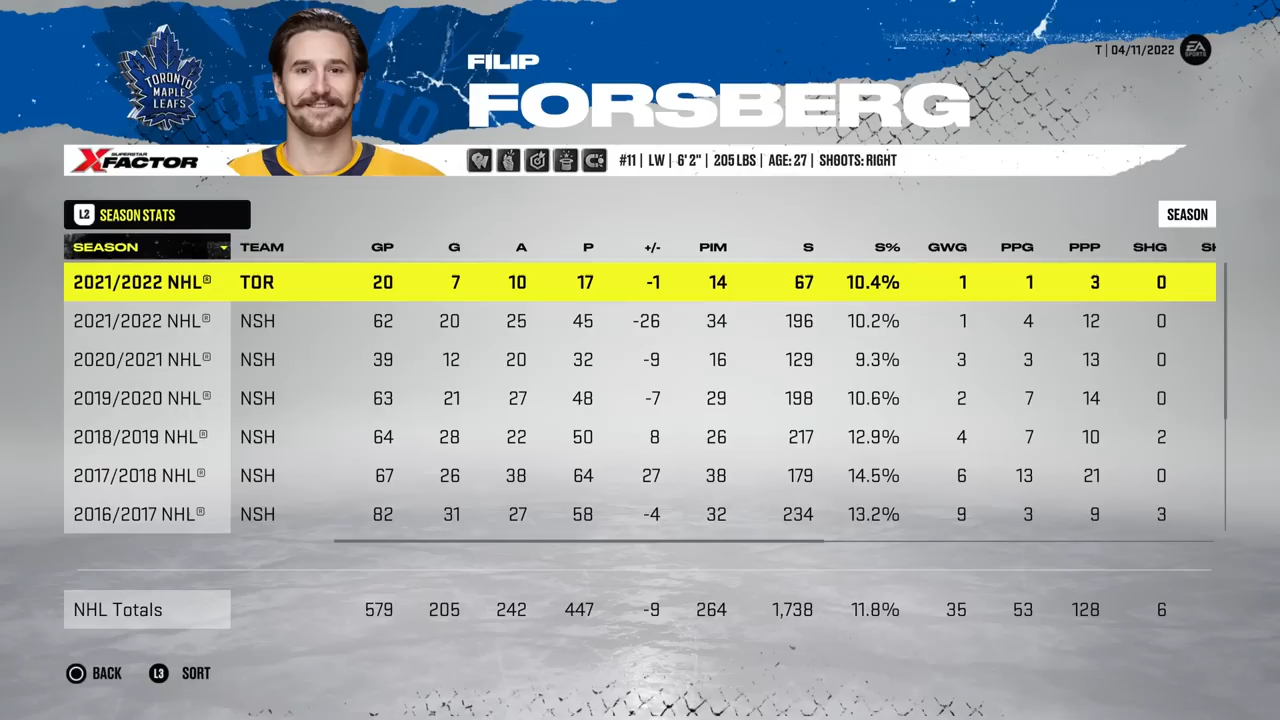 TORONTO
MAPLE
LEAFS
FILIP
FORSBERG
T | 04/11/2022
EA
SPORTS
SUPERSTAR
X FACTOR
#11 | LW | 6' 2" | 205 LBS | AGE: 27 | SHOOTS: RIGHT
L2 SEASON STATS
SEASON
SEASON TEAM GP G A P +/- PIM S S% GWG PPG PPP SHG
2021/2022 NHL® TOR 20 7 10 17 -1 14 67 10.4% 1 1 3 0
2021/2022 NHL® NSH 62 20 25 45 -26 34 196 10.2% 1 4 12 0
2020/2021 NHL® NSH 39 12 20 32 -9 16 129 9.3% 3 3 13 0
2019/2020 NHL® NSH 63 21 27 48 -7 29 198 10.6% 2 7 14 0
2018/2019 NHL® NSH 64 28 22 50 8 26 217 12.9% 4 7 10 2
2017/2018 NHL® NSH 67 26 38 64 27 38 179 14.5% 6 13 21 0
2016/2017 NHL® NSH 82 31 27 58 -4 32 234 13.2% 9 3 9 3
NHL Totals 579 205 242 447 -9 264 1,738 11.8% 35 53 128 6
BACK L3 SORT